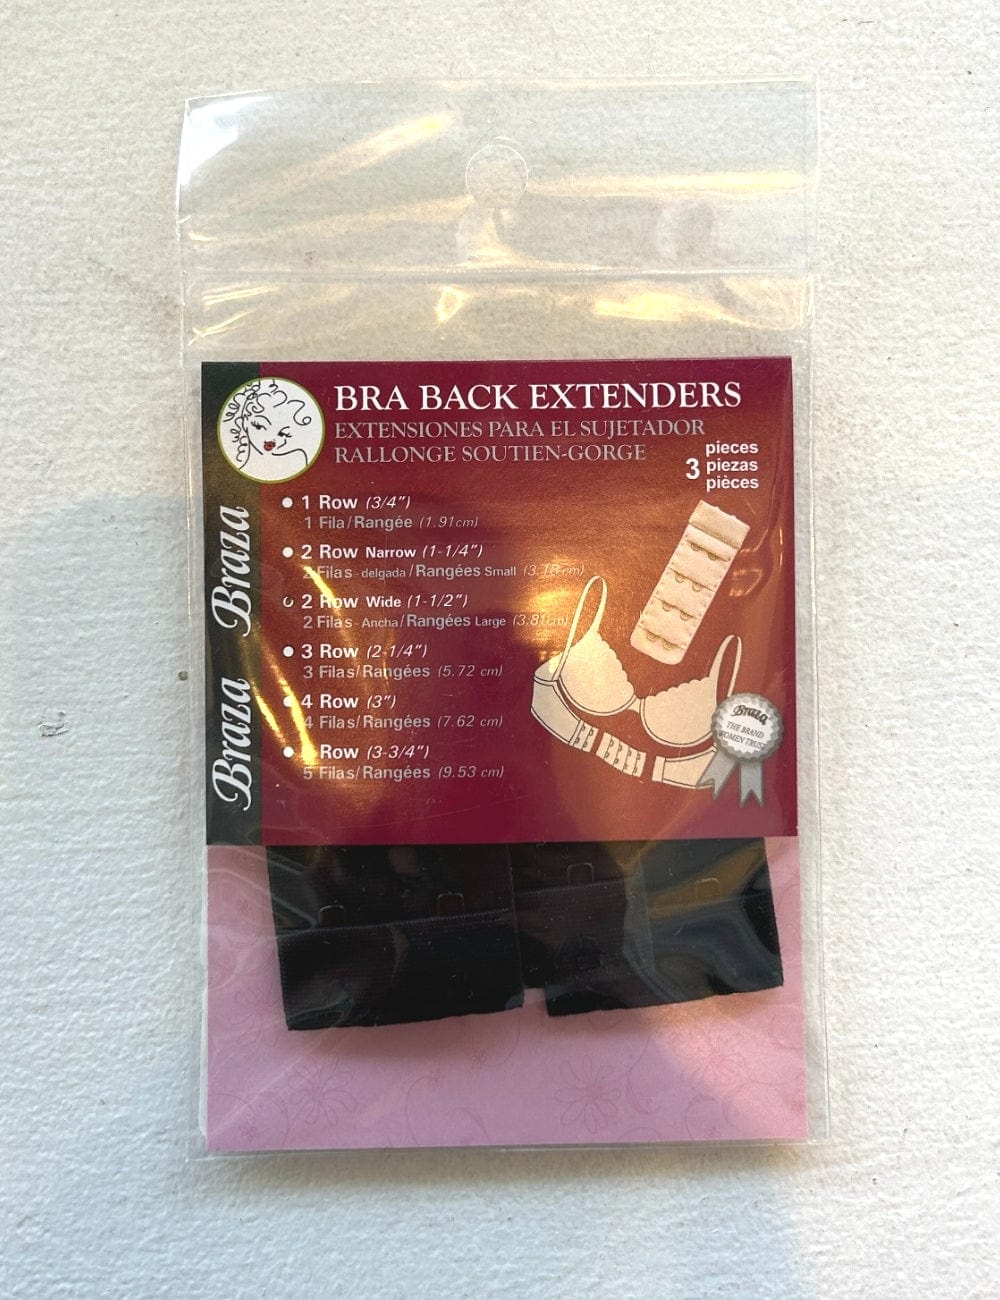 BRA BACK EXTENDERS
EXTENSIONES PARA EL SUJETADOR
RALLONGE SOUTIEN-GORGE
3 pieces
piezas
pièces
1 Row (3/4")
1 Fila/Rangée (1.91cm)
2 Row Narrow (1-1/4")
2 Filas - delgada/Rangées Small (3.18cm)
2 Row Wide (1-1/2")
2 Filas - Ancha/Rangées Large (3.81cm)
3 Row (2-1/4")
3 Filas/Rangées (5.72 cm)
4 Row (3")
4 Filas/Rangées (7.62 cm)
Row (3-3/4")
5 Filas/Rangées (9.53 cm)
Braza Braza
Braza
THE BRAND
WOMEN TRUST